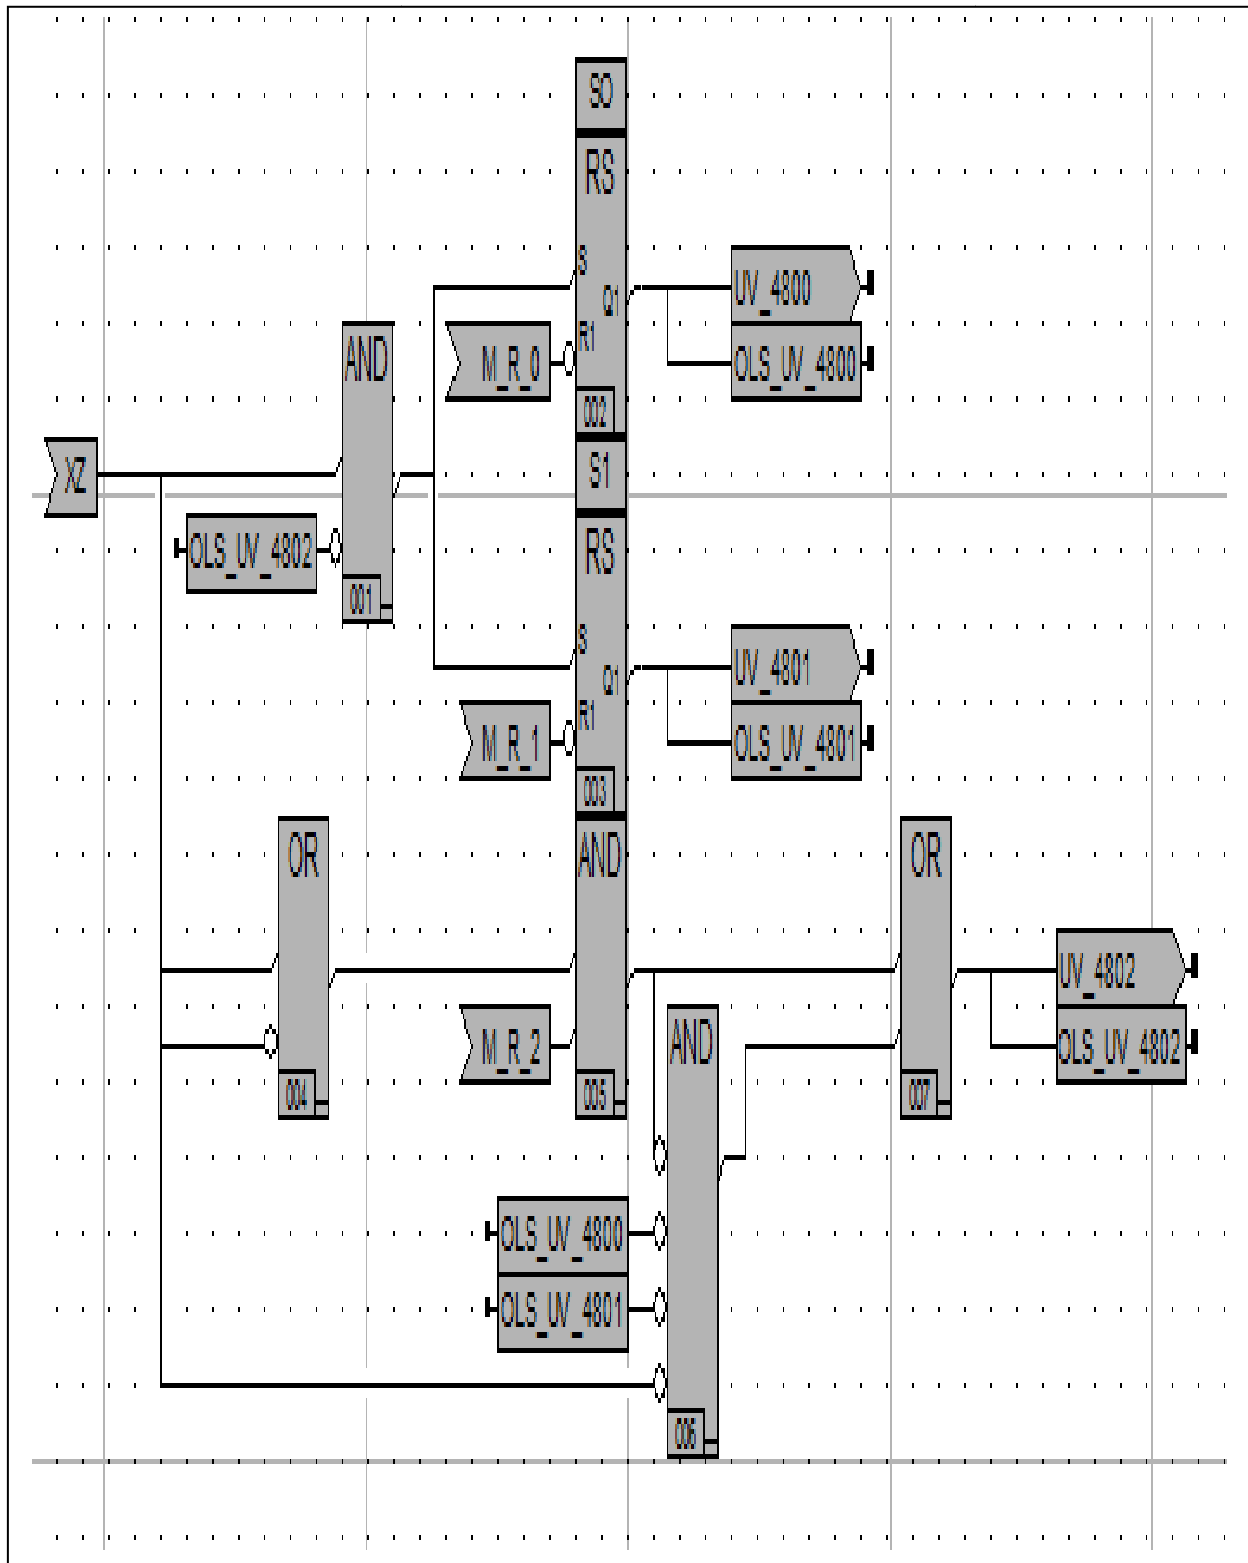 S0
RS
S
Q1
UV_4800
R1
M_R_0
OLS_UV_4800
AND
002
XZ
S1
OLS_UV_4802
RS
001
S
Q1
UV_4801
R1
M_R_1
OLS_UV_4801
003
OR
AND
OR
UV_4802
M_R_2
AND
OLS_UV_4802
004
005
007
OLS_UV_4800
OLS_UV_4801
006